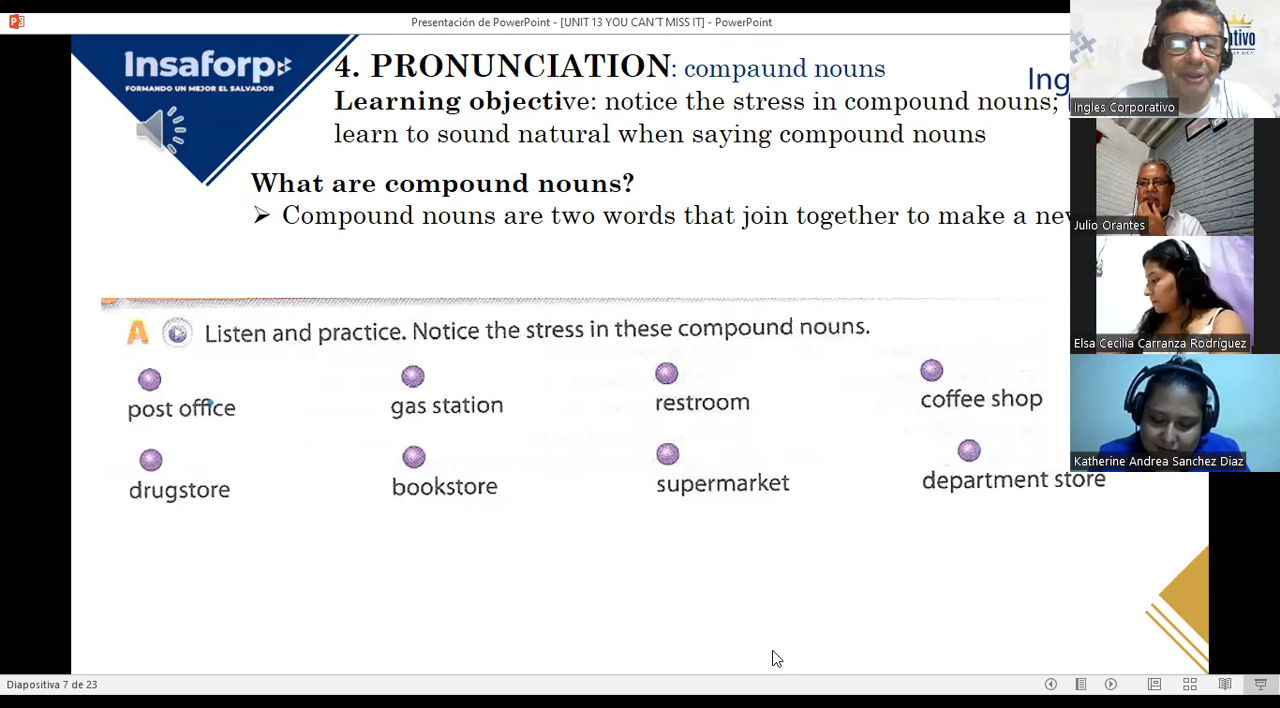 Presentación de PowerPoint - [UNIT 13 YOU CAN´T MISS IT] - PowerPoint
Insaforp
FORMANDO UN MEJOR EL SALVADOR
4. PRONUNCIATION: compaund nouns
Ing
Learning objective: notice the stress in compound nouns;
learn to sound natural when saying compound nouns
What are compound nouns?
➢ Compound nouns are two words that join together to make a new
A Listen and practice. Notice the stress in these compound nouns.
post office gas station restroom coffee shop
drugstore bookstore supermarket department store
Ingles Corporativo
Julio Orantes
Elsa Cecilia Carranza Rodríguez
Katherine Andrea Sanchez Diaz
Diapositiva 7 de 23